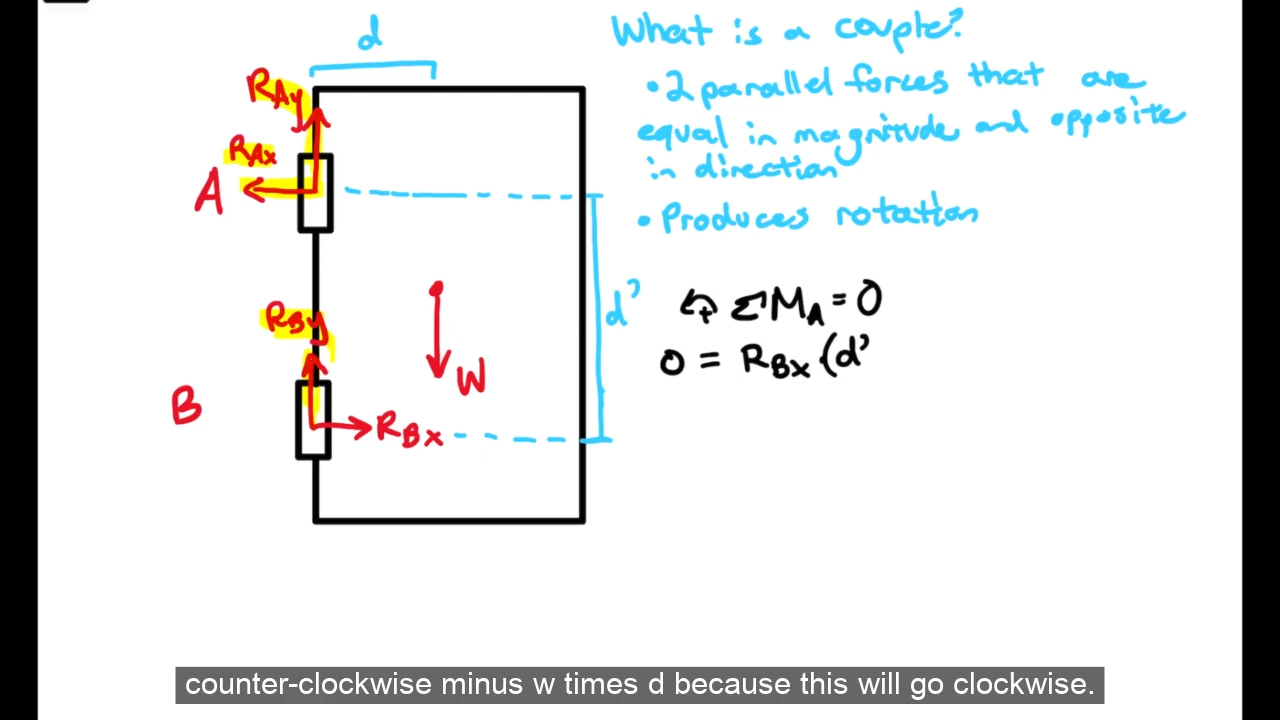 d
What is a couple?
• 2 parallel forces that are
equal in magnitude and opposite
in direction
• Produces rotation
RAy
RAx
A
RBy
B
W
RBx
d'
↶+ ΣMA = 0
0 = RBx (d'
counter-clockwise minus w times d because this will go clockwise.